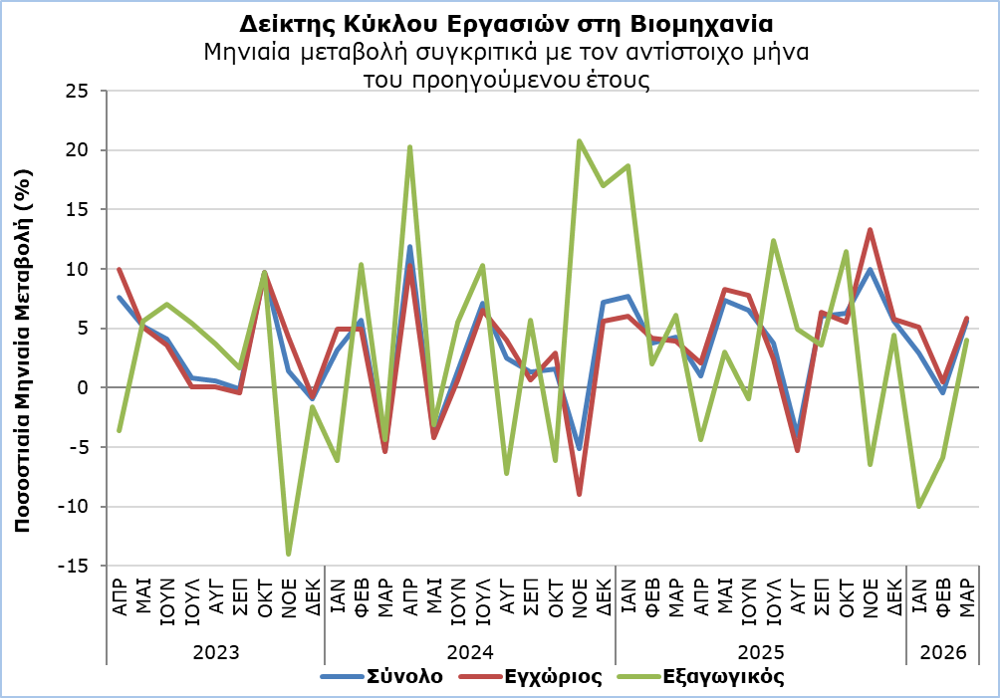 Δείκτης Κύκλου Εργασιών στη Βιομηχανία
Μηνιαία μεταβολή συγκριτικά με τον αντίστοιχο μήνα
του προηγούμενου έτους
Ποσοστιαία Μηνιαία Μεταβολή (%)
25
20
15
10
5
0
-5
-10
-15
ΑΠΡ ΜΑΙ ΙΟΥΝ ΙΟΥΛ ΑΥΓ ΣΕΠ ΟΚΤ ΝΟΕ ΔΕΚ ΙΑΝ ΦΕΒ ΜΑΡ ΑΠΡ ΜΑΙ ΙΟΥΝ ΙΟΥΛ ΑΥΓ ΣΕΠ ΟΚΤ ΝΟΕ ΔΕΚ ΙΑΝ ΦΕΒ ΜΑΡ ΑΠΡ ΜΑΙ ΙΟΥΝ ΙΟΥΛ ΑΥΓ ΣΕΠ ΟΚΤ ΝΟΕ ΔΕΚ ΙΑΝ ΦΕΒ ΜΑΡ
2023 2024 2025 2026
Σύνολο Εγχώριος Εξαγωγικός